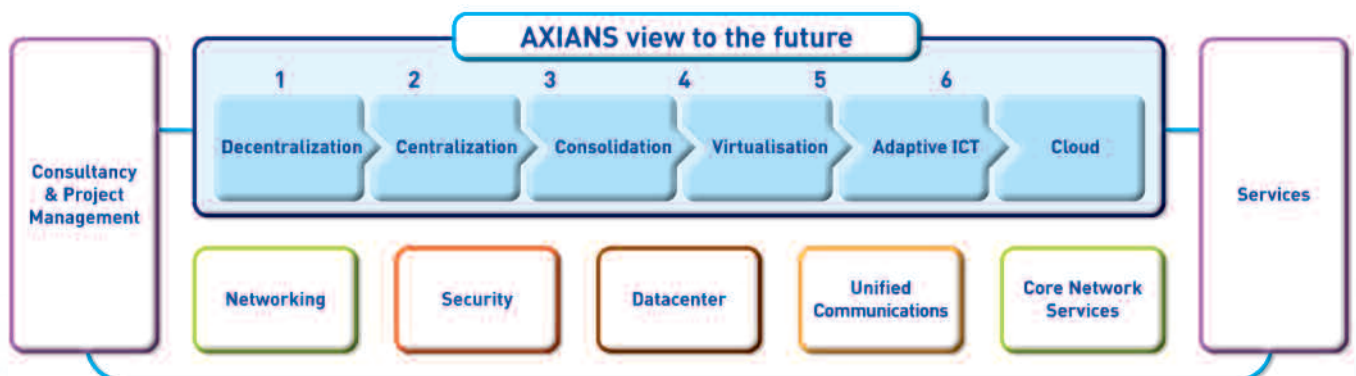 AXIANS view to the future
1 2 3 4 5 6
Decentralization Centralization Consolidation Virtualisation Adaptive ICT Cloud
Consultancy
& Project
Management
Services
Networking
Security
Datacenter
Unified
Communications
Core Network
Services